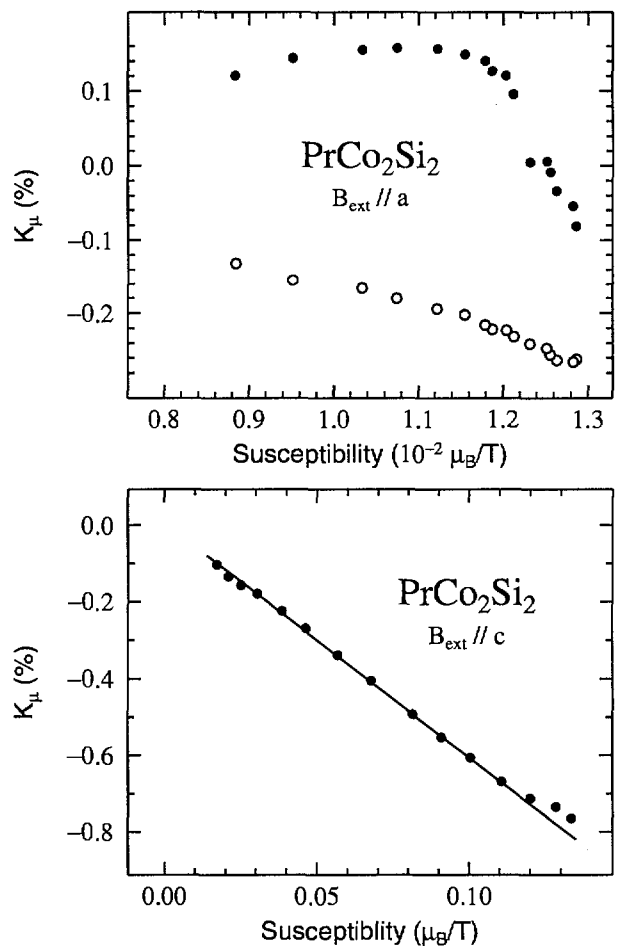 0.1
0.0
−0.1
−0.2
K_μ (%)
PrCo₂Si₂
B_ext // a
0.8 0.9 1.0 1.1 1.2 1.3
Susceptibility (10⁻² μ_B/T)
0.0
−0.2
−0.4
−0.6
−0.8
K_μ (%)
PrCo₂Si₂
B_ext // c
0.00 0.05 0.10
Susceptiblity (μ_B/T)